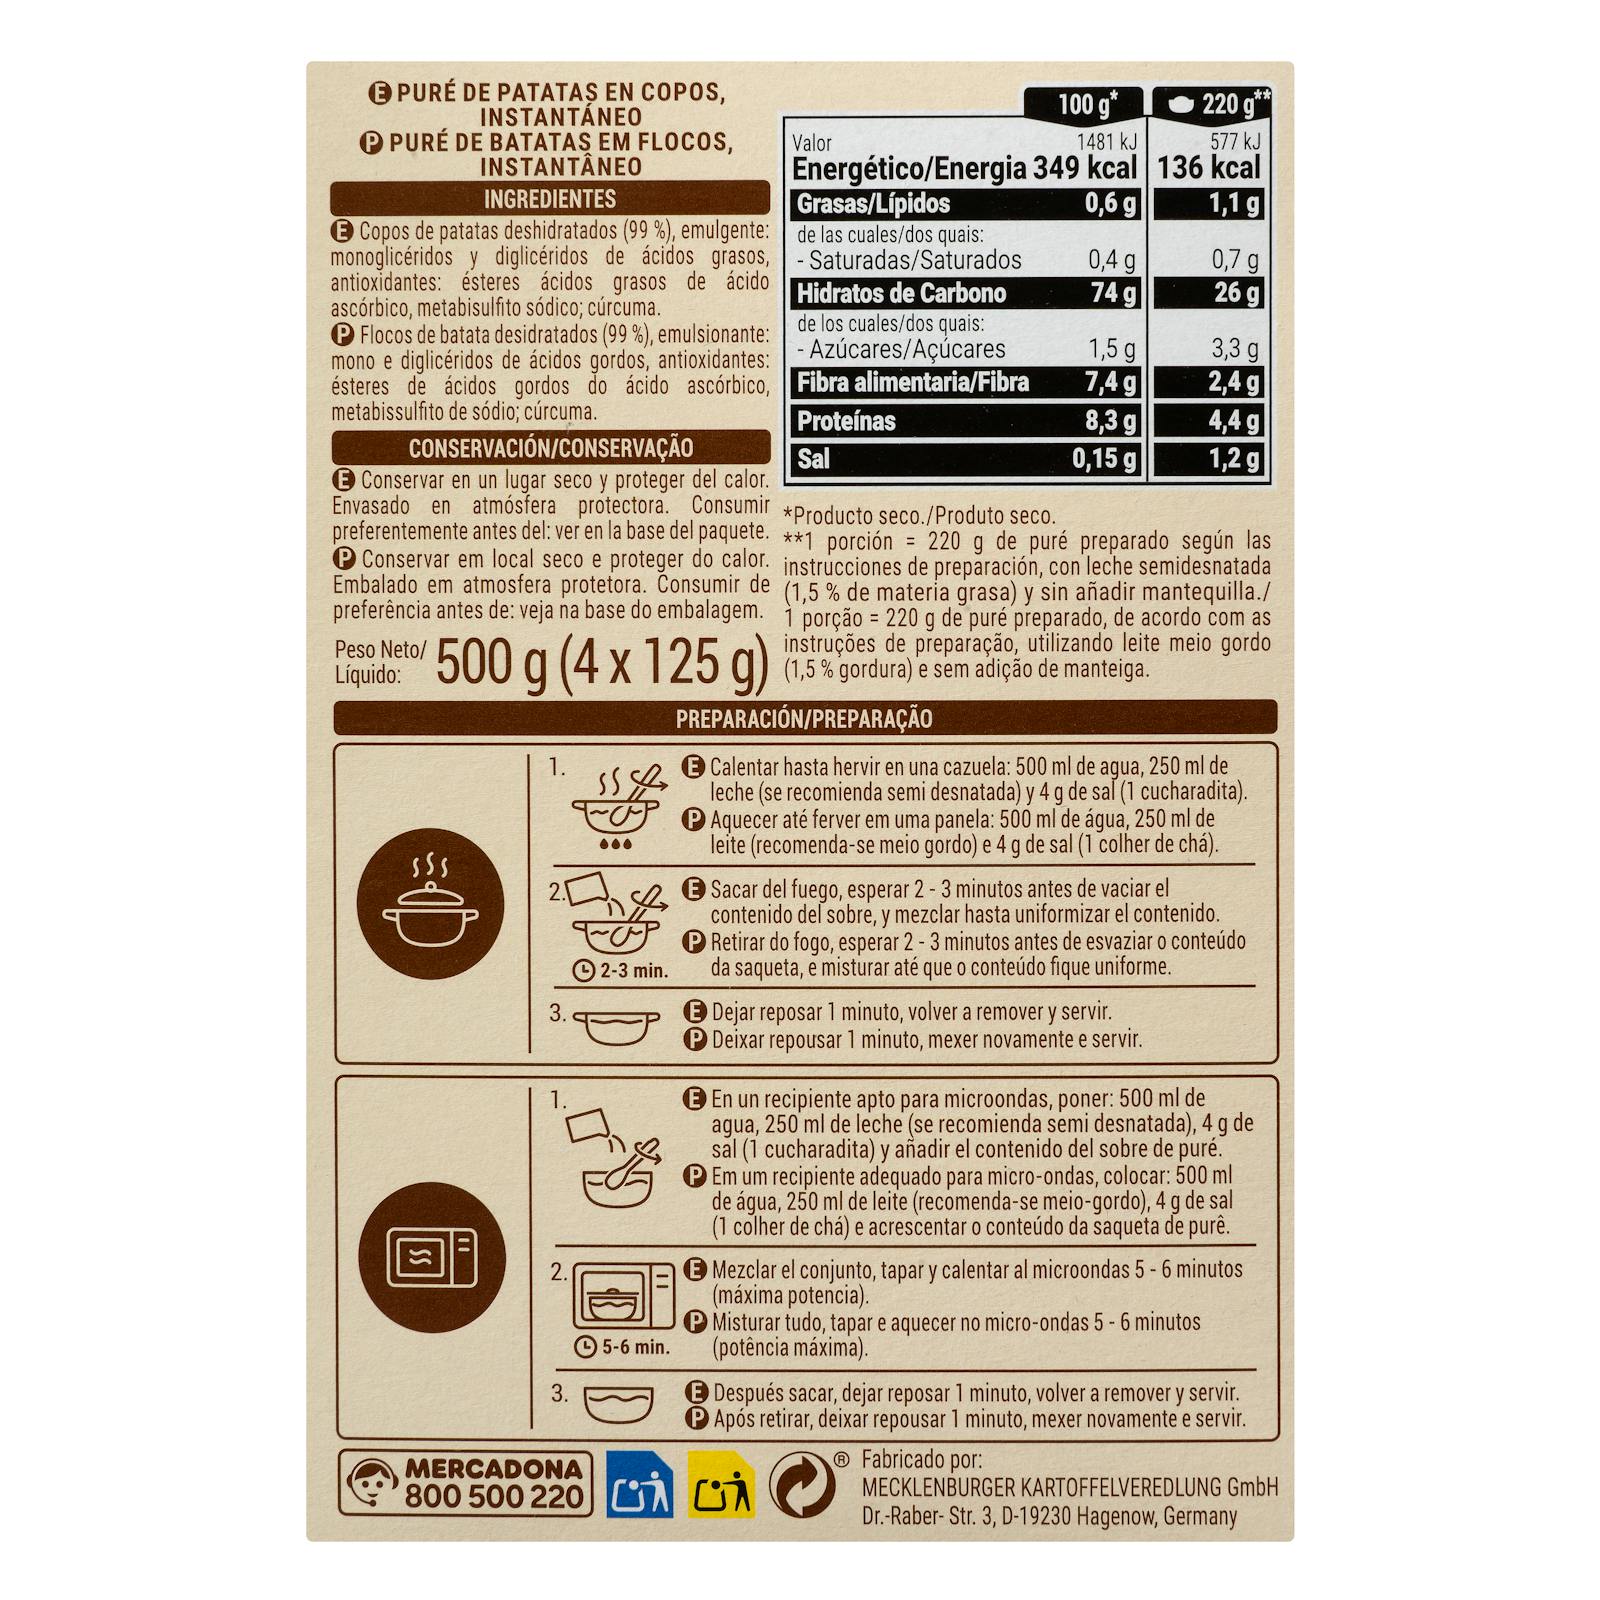 E PURÉ DE PATATAS EN COPOS,
INSTANTÁNEO
P PURÉ DE BATATAS EM FLOCOS,
INSTANTÂNEO
INGREDIENTES
E Copos de patatas deshidratados (99 %), emulgente:
monoglicéridos y diglicéridos de ácidos grasos,
antioxidantes: ésteres ácidos grasos de ácido
ascórbico, metabisulfito sódico; cúrcuma.
P Flocos de batata desidratados (99 %), emulsionante:
mono e diglicéridos de ácidos gordos, antioxidantes:
ésteres de ácidos gordos do ácido ascórbico,
metabissulfito de sódio; cúrcuma.
CONSERVACIÓN/CONSERVAÇÃO
E Conservar en un lugar seco y proteger del calor.
Envasado en atmósfera protectora. Consumir
preferentemente antes del: ver en la base del paquete.
P Conservar em local seco e proteger do calor.
Embalado em atmosfera protetora. Consumir de
preferência antes de: veja na base do embalagem.
Peso Neto/
Líquido: 500 g (4 x 125 g)
100 g* 220 g**
Valor 1481 kJ 577 kJ
Energético/Energia 349 kcal 136 kcal
Grasas/Lípidos 0,6 g 1,1 g
de las cuales/dos quais:
- Saturadas/Saturados 0,4 g 0,7 g
Hidratos de Carbono 74 g 26 g
de los cuales/dos quais:
- Azúcares/Açúcares 1,5 g 3,3 g
Fibra alimentaria/Fibra 7,4 g 2,4 g
Proteínas 8,3 g 4,4 g
Sal 0,15 g 1,2 g
*Producto seco./Produto seco.
**1 porción = 220 g de puré preparado según las
instrucciones de preparación, con leche semidesnatada
(1,5 % de materia grasa) y sin añadir mantequilla./
1 porção = 220 g de puré preparado, de acordo com as
instruções de preparação, utilizando leite meio gordo
(1,5 % gordura) e sem adição de manteiga.
PREPARACIÓN/PREPARAÇÃO
1. E Calentar hasta hervir en una cazuela: 500 ml de agua, 250 ml de
leche (se recomienda semi desnatada) y 4 g de sal (1 cucharadita).
P Aquecer até ferver em uma panela: 500 ml de água, 250 ml de
leite (recomenda-se meio gordo) e 4 g de sal (1 colher de chá).
2. E Sacar del fuego, esperar 2 - 3 minutos antes de vaciar el
contenido del sobre, y mezclar hasta uniformizar el contenido.
P Retirar do fogo, esperar 2 - 3 minutos antes de esvaziar o conteúdo
da saqueta, e misturar até que o conteúdo fique uniforme.
2-3 min.
3. E Dejar reposar 1 minuto, volver a remover y servir.
P Deixar repousar 1 minuto, mexer novamente e servir.
1. E En un recipiente apto para microondas, poner: 500 ml de
agua, 250 ml de leche (se recomienda semi desnatada), 4 g de
sal (1 cucharadita) y añadir el contenido del sobre de puré.
P Em um recipiente adequado para micro-ondas, colocar: 500 ml
de água, 250 ml de leite (recomenda-se meio-gordo), 4 g de sal
(1 colher de chá) e acrescentar o conteúdo da saqueta de purê.
2. E Mezclar el conjunto, tapar y calentar al microondas 5 - 6 minutos
(máxima potencia).
P Misturar tudo, tapar e aquecer no micro-ondas 5 - 6 minutos
(potência máxima).
5-6 min.
3. E Después sacar, dejar reposar 1 minuto, volver a remover y servir.
P Após retirar, deixar repousar 1 minuto, mexer novamente e servir.
MERCADONA
800 500 220
®
Fabricado por:
MECKLENBURGER KARTOFFELVEREDLUNG GmbH
Dr.-Raber- Str. 3, D-19230 Hagenow, Germany